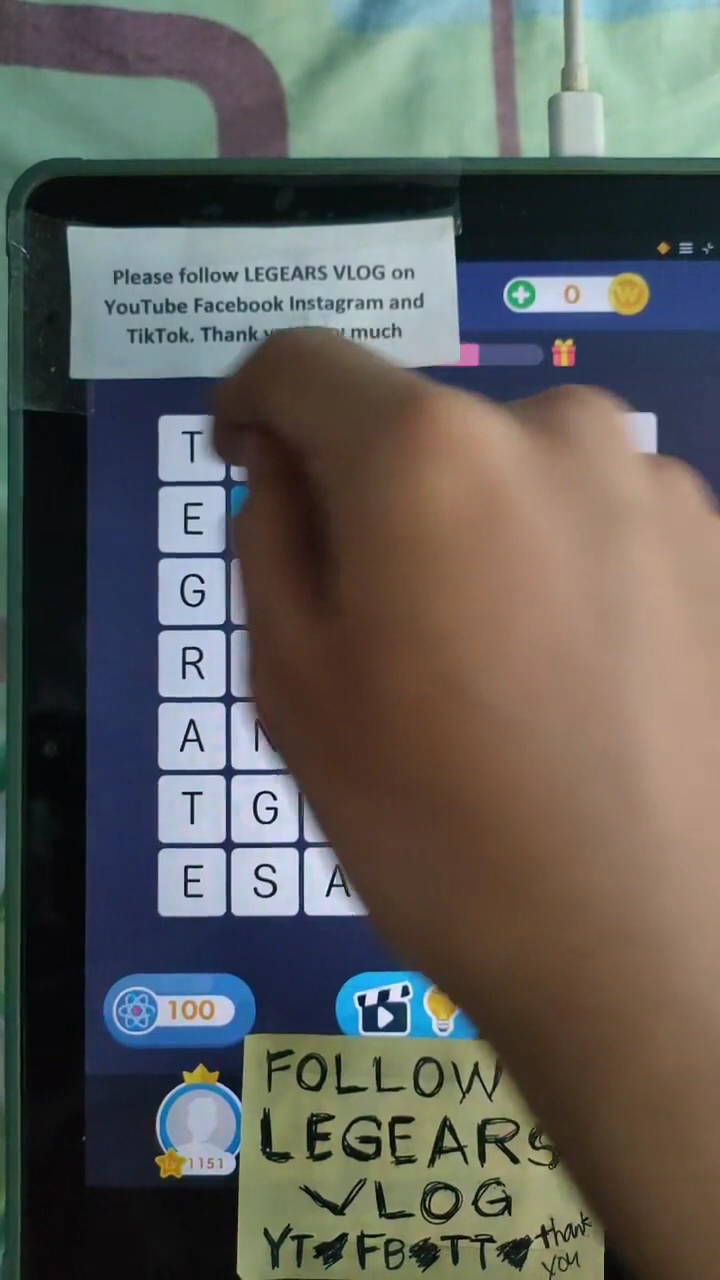 Please follow LEGEARS VLOG on
YouTube Facebook Instagram and
TikTok. Thank much
0
T
E
G
R
A N
T G
E S A
100
1151
FOLLOW
LEGEARS
VLOG
YT FB TT thank
you